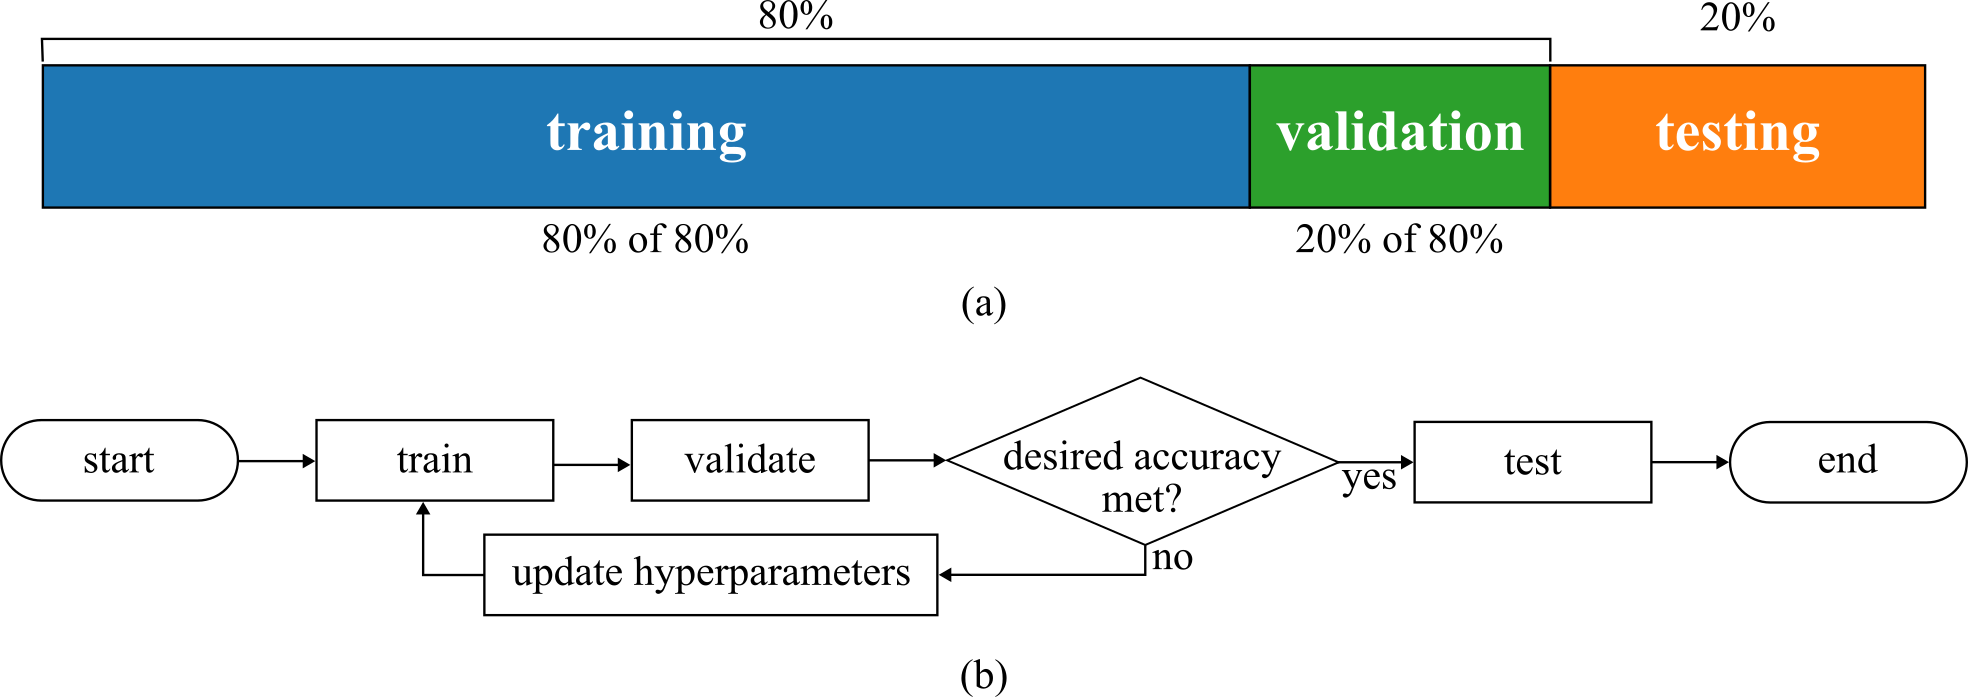 80%
20%
training
validation
testing
80% of 80%
20% of 80%
(a)
start
train
validate
desired accuracy
met?
yes
test
end
no
update hyperparameters
(b)